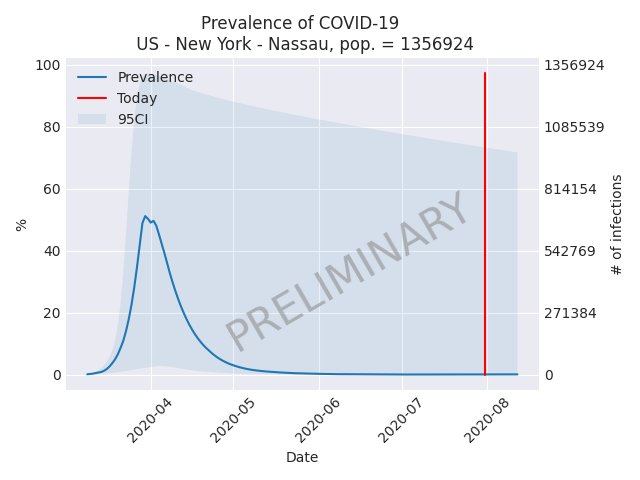 Prevalence of COVID-19
US - New York - Nassau, pop. = 1356924
Prevalence
Today
95CI
100
80
60
40
20
0
%
1356924
1085539
814154
542769
271384
0
# of infections
PRELIMINARY
2020-04
2020-05
2020-06
2020-07
2020-08
Date